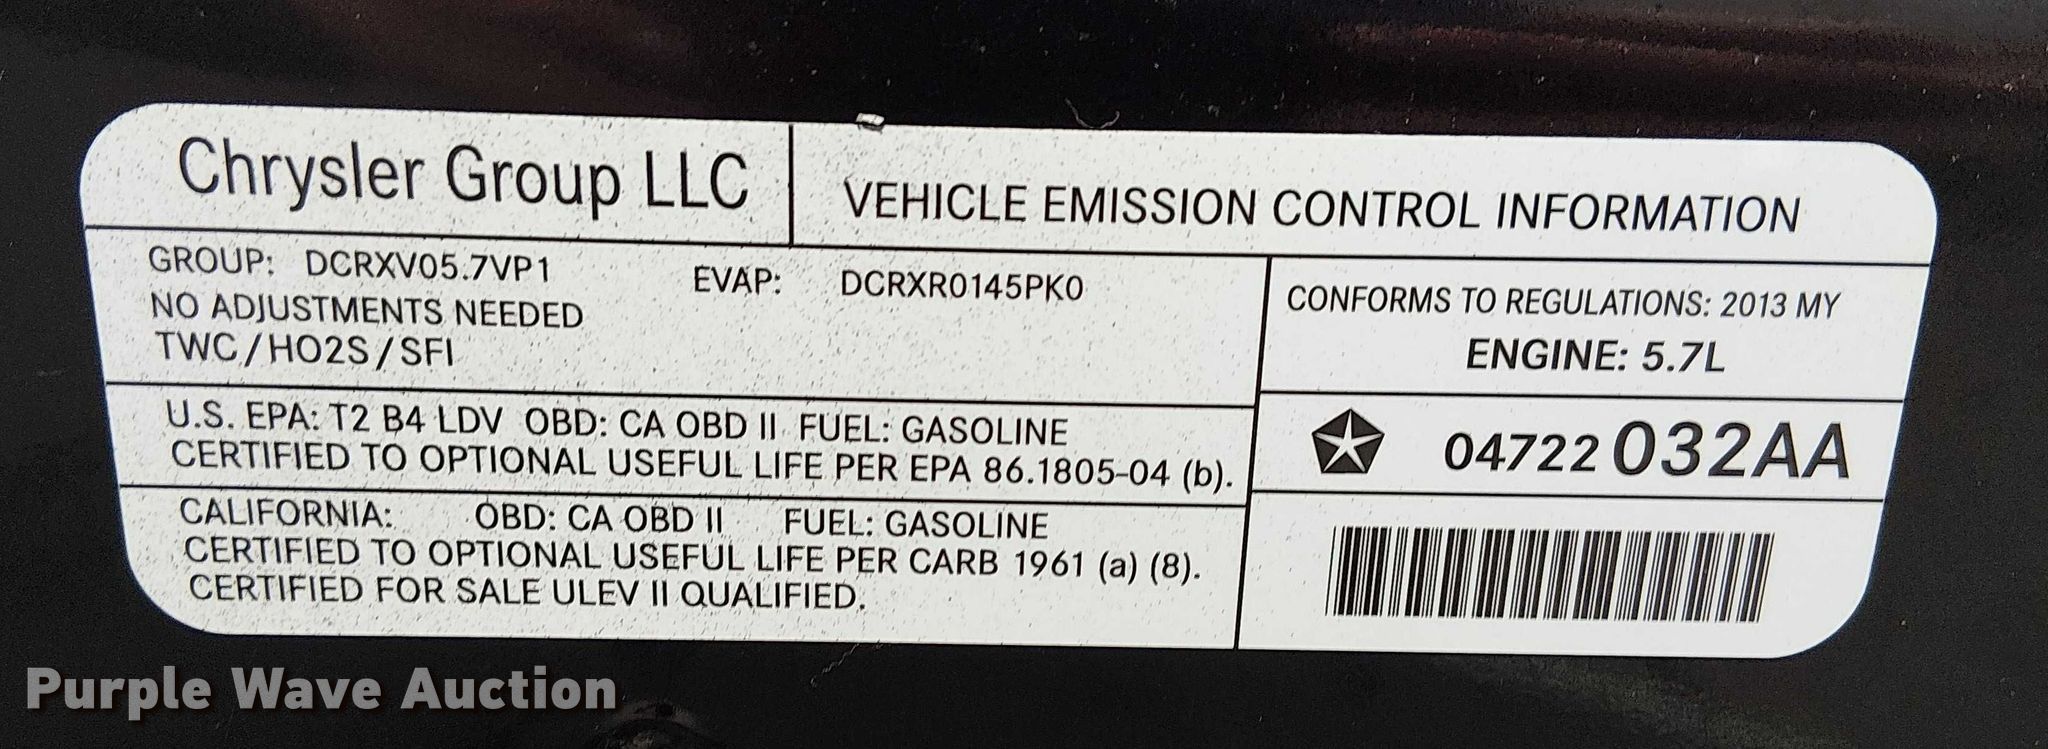 Chrysler Group LLC
VEHICLE EMISSION CONTROL INFORMATION
GROUP: DCRXV05.7VP1 EVAP: DCRXR0145PK0
NO ADJUSTMENTS NEEDED
TWC/HO2S/SFI
CONFORMS TO REGULATIONS: 2013 MY
ENGINE: 5.7L
U.S. EPA: T2 B4 LDV OBD: CA OBD II FUEL: GASOLINE
CERTIFIED TO OPTIONAL USEFUL LIFE PER EPA 86.1805-04 (b).
04722032AA
CALIFORNIA: OBD: CA OBD II FUEL: GASOLINE
CERTIFIED TO OPTIONAL USEFUL LIFE PER CARB 1961 (a) (8).
CERTIFIED FOR SALE ULEV II QUALIFIED.
Purple Wave Auction